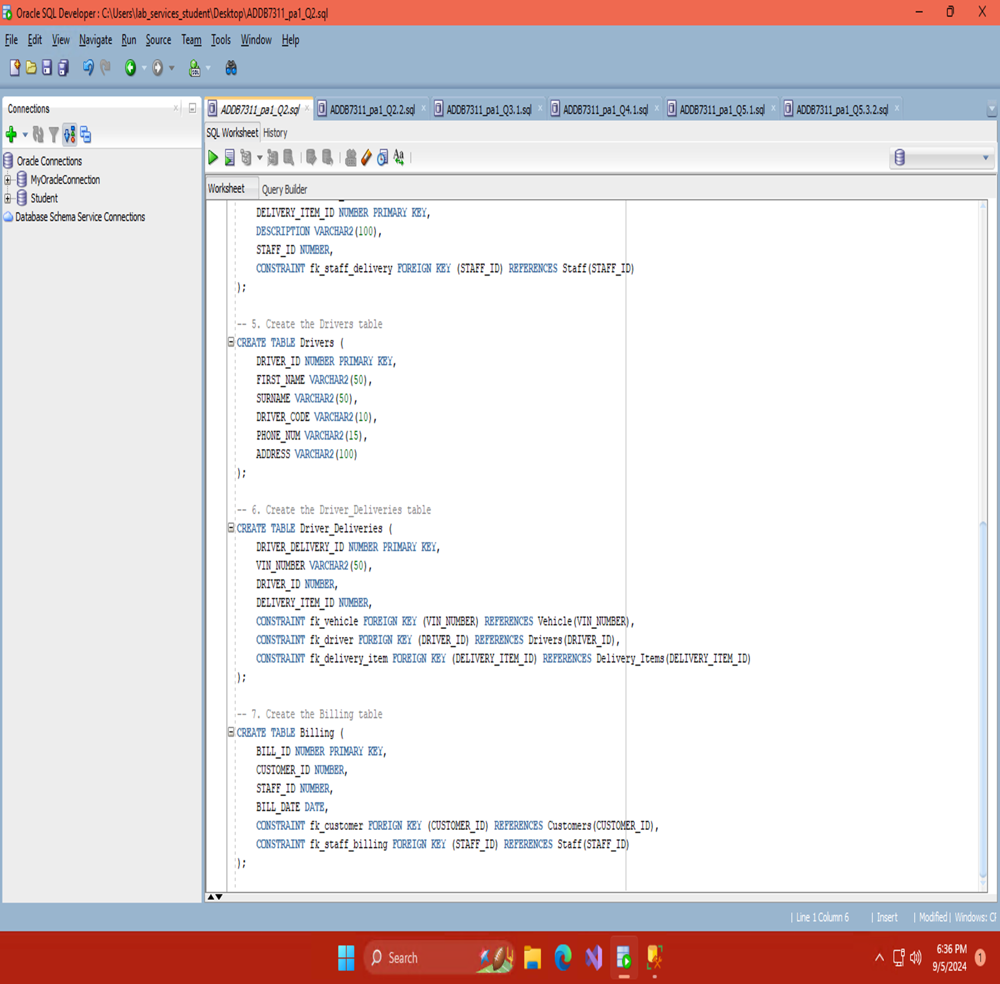 Oracle SQL Developer : C:\Users\lab_services_student\Desktop\ADDB7311_pa1_Q2.sql
File Edit View Navigate Run Source Team Tools Window Help
Connections
ADDB7311_pa1_Q2.sql ADDB7311_pa1_Q2.2.sql ADDB7311_pa1_Q3.1.sql ADDB7311_pa1_Q4.1.sql ADDB7311_pa1_Q5.1.sql ADDB7311_pa1_Q5.3.2.sql
SQL Worksheet History
Oracle Connections
MyOracleConnection
Student
Database Schema Service Connections
Worksheet Query Builder
DELIVERY_ITEM_ID NUMBER PRIMARY KEY,
DESCRIPTION VARCHAR2(100),
STAFF_ID NUMBER,
CONSTRAINT fk_staff_delivery FOREIGN KEY (STAFF_ID) REFERENCES Staff(STAFF_ID)
);
-- 5. Create the Drivers table
CREATE TABLE Drivers (
DRIVER_ID NUMBER PRIMARY KEY,
FIRST_NAME VARCHAR2(50),
SURNAME VARCHAR2(50),
DRIVER_CODE VARCHAR2(10),
PHONE_NUM VARCHAR2(15),
ADDRESS VARCHAR2(100)
);
-- 6. Create the Driver_Deliveries table
CREATE TABLE Driver_Deliveries (
DRIVER_DELIVERY_ID NUMBER PRIMARY KEY,
VIN_NUMBER VARCHAR2(50),
DRIVER_ID NUMBER,
DELIVERY_ITEM_ID NUMBER,
CONSTRAINT fk_vehicle FOREIGN KEY (VIN_NUMBER) REFERENCES Vehicle(VIN_NUMBER),
CONSTRAINT fk_driver FOREIGN KEY (DRIVER_ID) REFERENCES Drivers(DRIVER_ID),
CONSTRAINT fk_delivery_item FOREIGN KEY (DELIVERY_ITEM_ID) REFERENCES Delivery_Items(DELIVERY_ITEM_ID)
);
-- 7. Create the Billing table
CREATE TABLE Billing (
BILL_ID NUMBER PRIMARY KEY,
CUSTOMER_ID NUMBER,
STAFF_ID NUMBER,
BILL_DATE DATE,
CONSTRAINT fk_customer FOREIGN KEY (CUSTOMER_ID) REFERENCES Customers(CUSTOMER_ID),
CONSTRAINT fk_staff_billing FOREIGN KEY (STAFF_ID) REFERENCES Staff(STAFF_ID)
);
Line 1 Column 6 | Insert | Modified | Windows: CR
Search
6:36 PM
9/5/2024
1